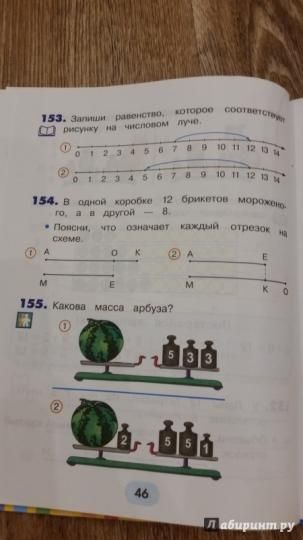 153. Запиши равенство, которое соответствует
рисунку на числовом луче.
1
0 1 2 3 4 5 6 7 8 9 10 11 12 13 14
2
0 1 2 3 4 5 6 7 8 9 10 11 12 13 14
154. В одной коробке 12 брикетов морожено-
го, а в другой — 8.
• Поясни, что означает каждый отрезок на
схеме.
1 А О К 2 А Е
М Е М К О
155. Какова масса арбуза?
1
5 3 3
2
2 5 5 1
46
Лабиринт.ру